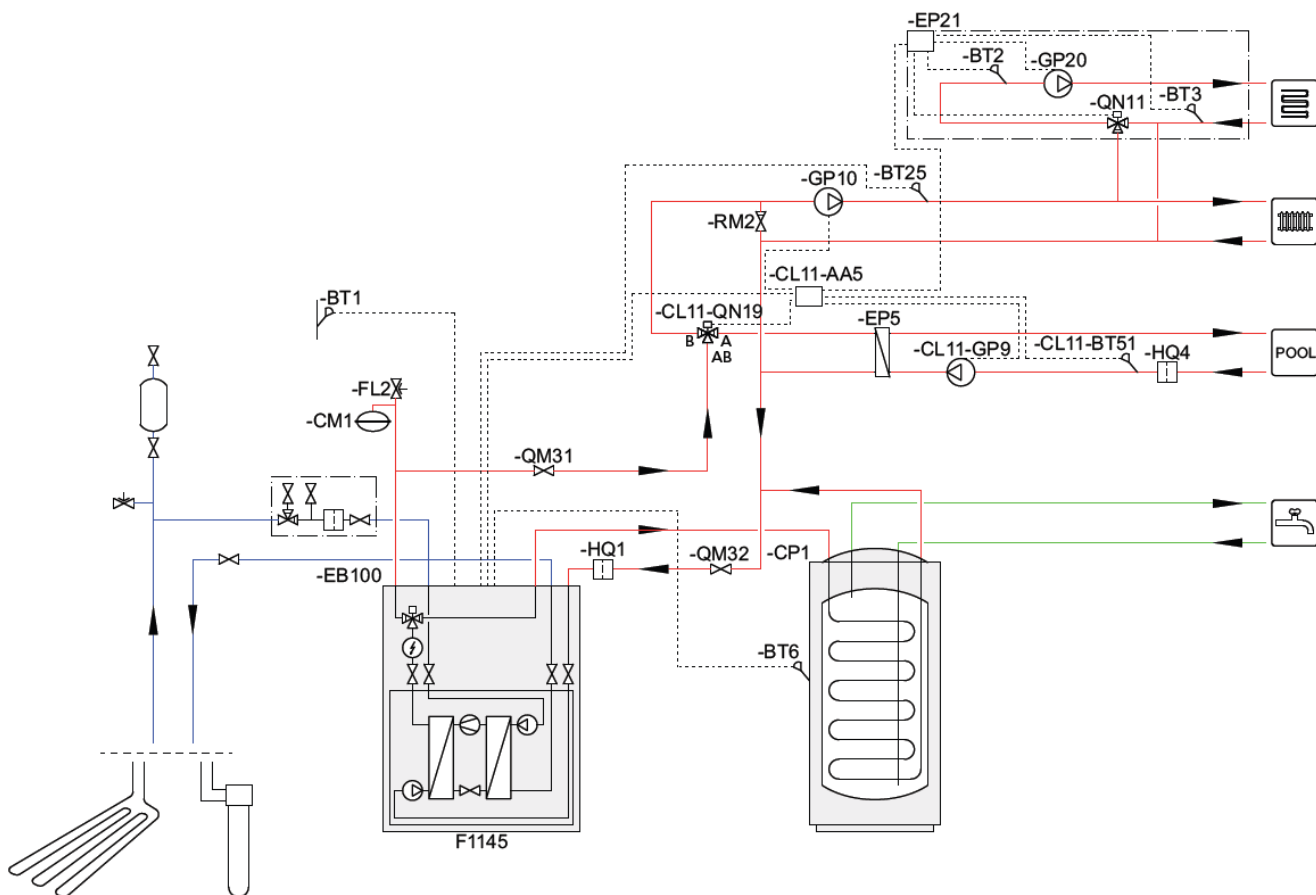 -EP21
-BT2
-GP20
-BT3
-QN11
-BT25
-GP10
-RM2
-CL11-AA5
-BT1
-CL11-QN19
-EP5
B
A
AB
-CL11-GP9
-CL11-BT51
-HQ4
POOL
-FL2
-CM1
-QM31
-HQ1
-QM32
-CP1
-EB100
-BT6
F1145